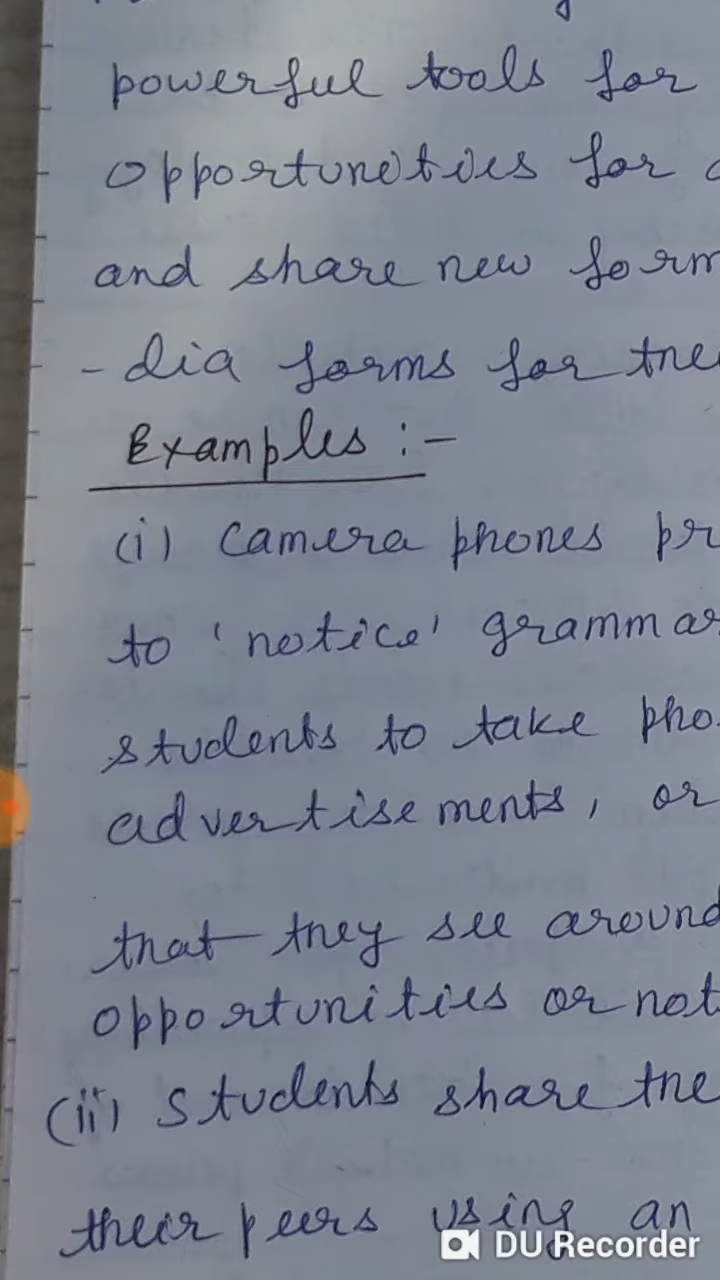 powerful tools for
opportunities for
and share new form
- dia forms for the
Examples :-
(i) Camera phones pr
to 'notice' grammar
students to take pho
advertisements, or
that they see around
opportunities or not
(ii) Students share the
their peers using an
DU Recorder